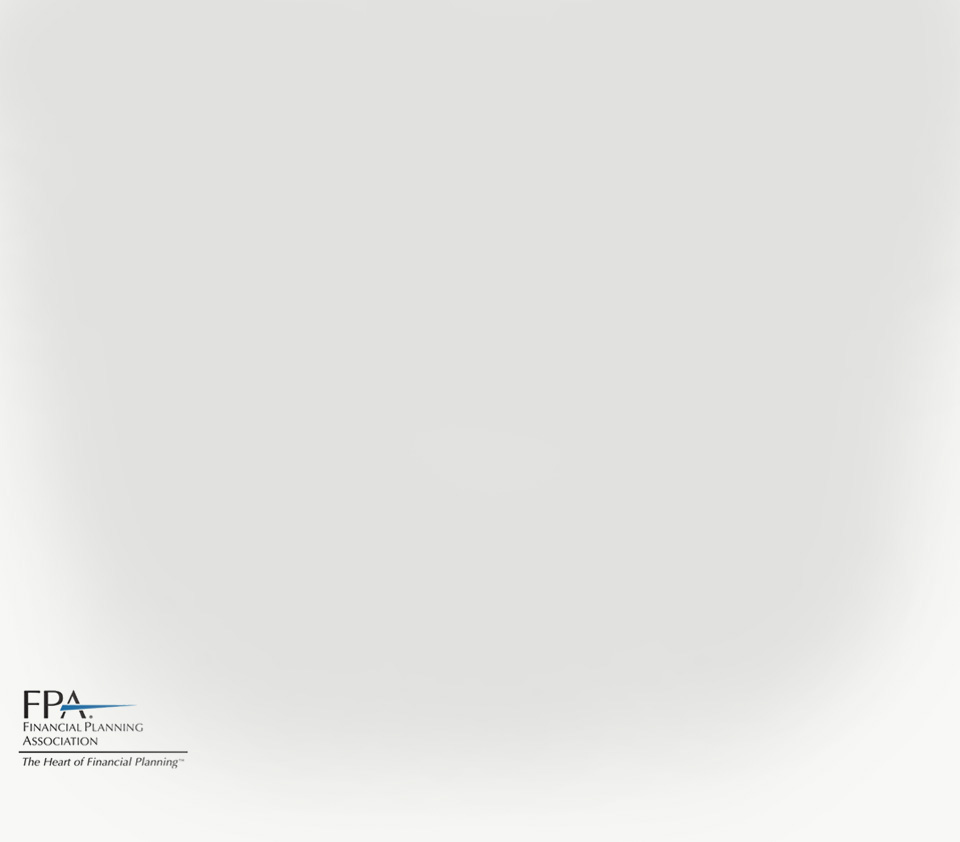 FPA®
FINANCIAL PLANNING
ASSOCIATION
The Heart of Financial Planning™